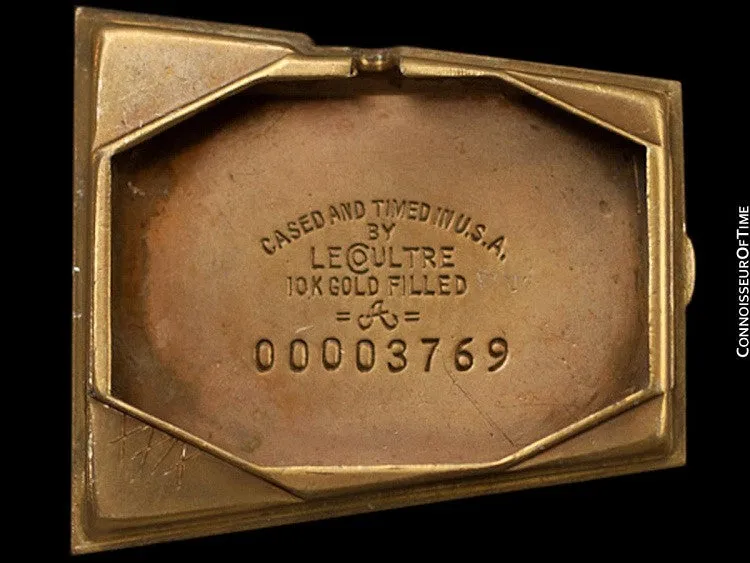 CASED AND TIMED IN U.S.A.
BY
LECOULTRE
10K GOLD FILLED
=A=
00003769
CONNOISSEUROFTIME